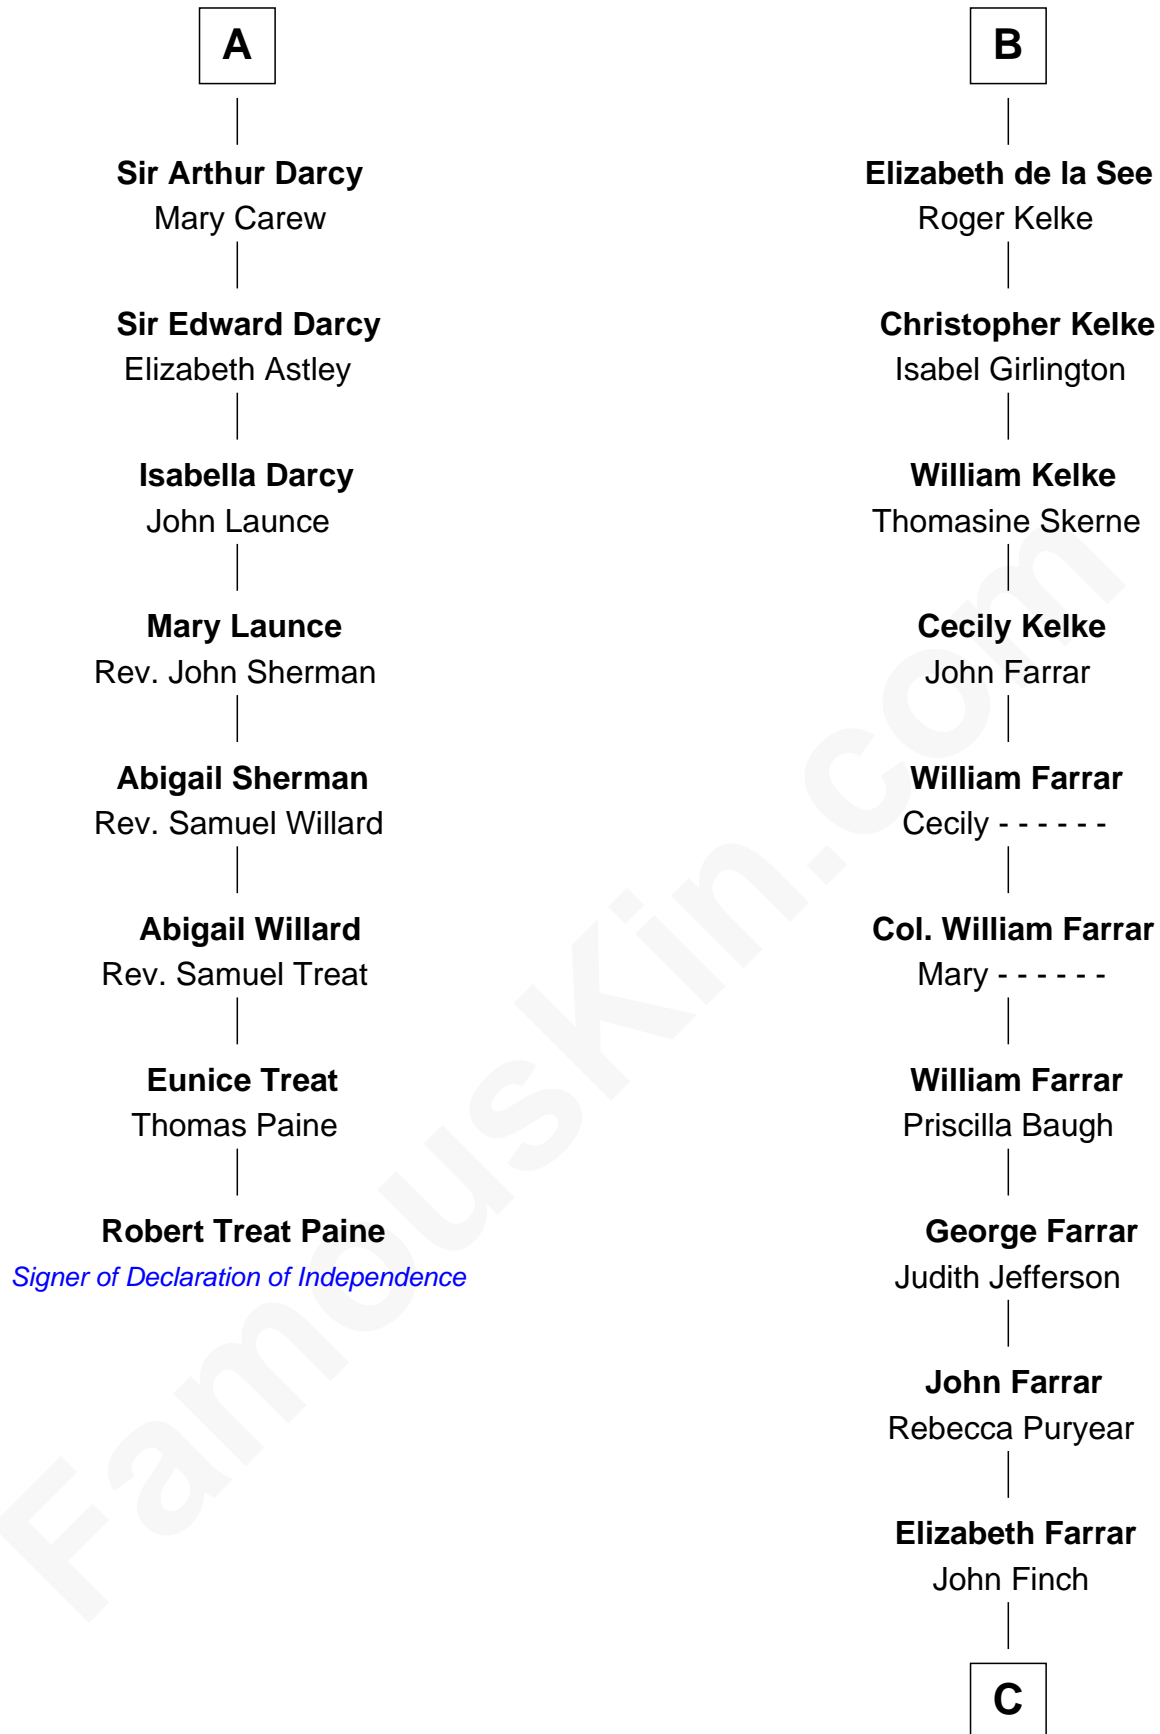 A
Sir Arthur Darcy
Mary Carew
Sir Edward Darcy
Elizabeth Astley
Isabella Darcy
John Launce
Mary Launce
Rev. John Sherman
Abigail Sherman
Rev. Samuel Willard
Abigail Willard
Rev. Samuel Treat
Eunice Treat
Thomas Paine
Robert Treat Paine
Signer of Declaration of Independence
B
Elizabeth de la See
Roger Kelke
Christopher Kelke
Isabel Girlington
William Kelke
Thomasine Skerne
Cecily Kelke
John Farrar
William Farrar
Cecily - - - - - -
Col. William Farrar
Mary - - - - - -
William Farrar
Priscilla Baugh
George Farrar
Judith Jefferson
John Farrar
Rebecca Puryear
Elizabeth Farrar
John Finch
C
FamousKin.com